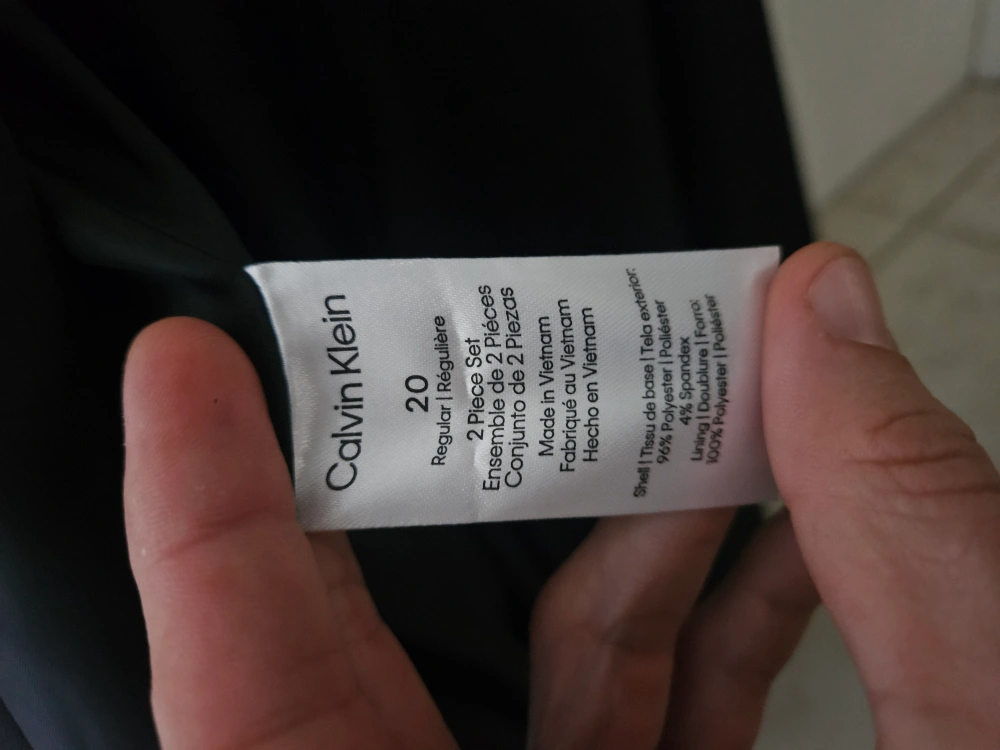 Calvin Klein
20
Regular | Régulière
2 Piece Set
Ensemble de 2 Piéces
Conjunto de 2 Piezas
Made in Vietnam
Fabriqué au Vietnam
Hecho en Vietnam
Shell | Tissu de base | Tela exterior:
96% Polyester | Poliéster
4% Spandex
Lining | Doublure | Forro:
100% Polyester | Poliéster